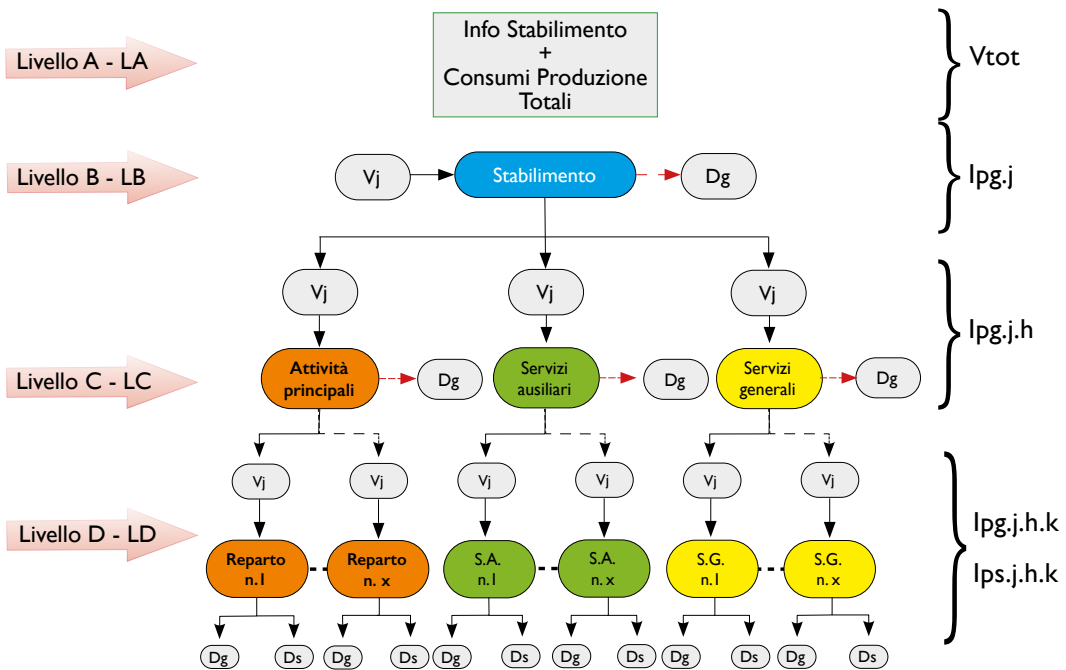 Livello A - LA
Info Stabilimento
+
Consumi Produzione
Totali
Vtot
Livello B - LB
Vj
Stabilimento
Dg
Ipg.j
Vj
Vj
Vj
Ipg.j.h
Livello C - LC
Attività
principali
Dg
Servizi
ausiliari
Dg
Servizi
generali
Dg
Vj
Vj
Vj
Vj
Vj
Vj
Livello D - LD
Reparto
n.1
Reparto
n. x
S.A.
n.1
S.A.
n. x
S.G.
n.1
S.G.
n. x
Ipg.j.h.k
Ips.j.h.k
Dg
Ds
Dg
Ds
Dg
Ds
Dg
Ds
Dg
Ds
Dg
Ds